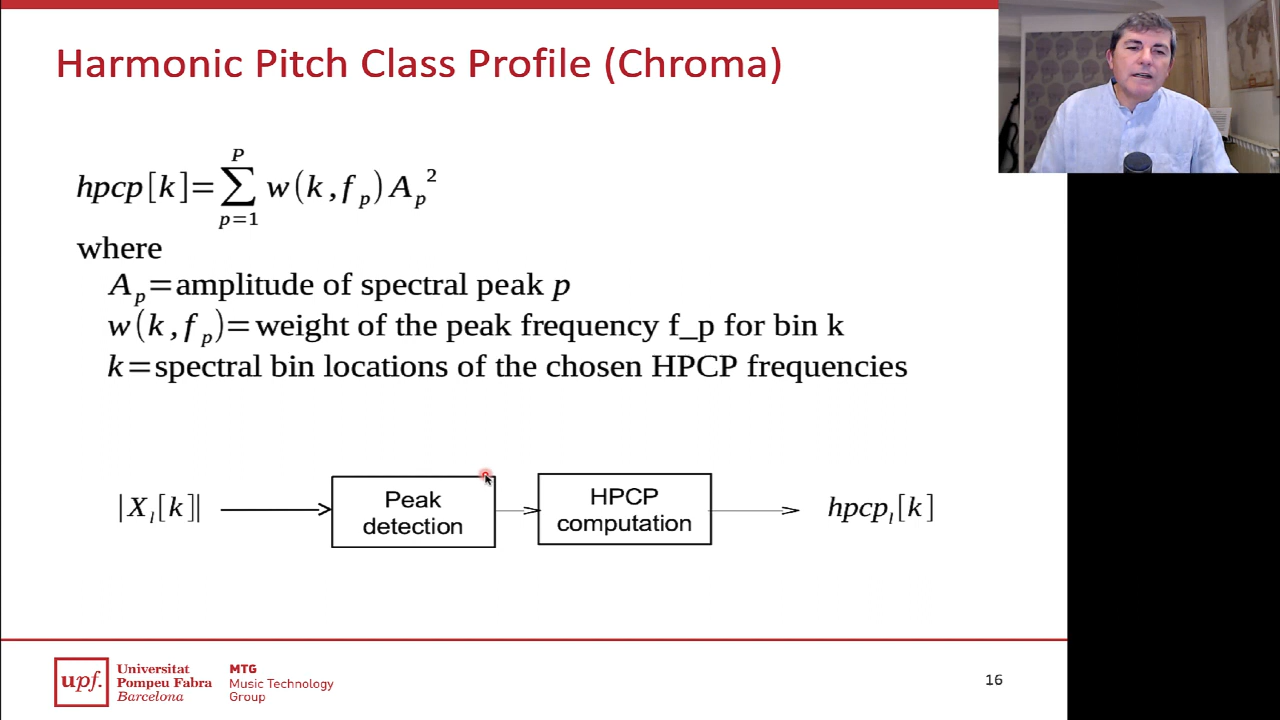 Harmonic Pitch Class Profile (Chroma)
hpcp[k]=∑_{p=1}^{P} w(k,f_p)A_p^2
where
A_p=amplitude of spectral peak p
w(k,f_p)=weight of the peak frequency f_p for bin k
k=spectral bin locations of the chosen HPCP frequencies
|X_l[k]|
Peak
detection
HPCP
computation
hpcp_l[k]
upf.
Universitat
Pompeu Fabra
Barcelona
MTG
Music Technology
Group
16